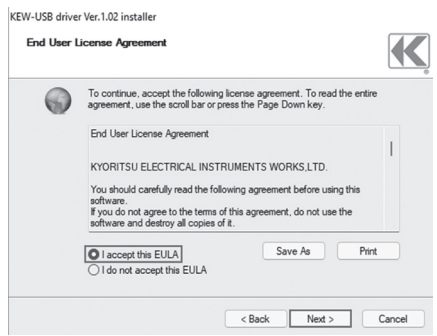 KEW-USB driver Ver.1.02 installer
End User License Agreement
To continue, accept the following license agreement. To read the entire
agreement, use the scroll bar or press the Page Down key.
End User License Agreement
KYORITSU ELECTRICAL INSTRUMENTS WORKS,LTD.
You should carefully read the following agreement before using this
software.
If you do not agree to the terms of this agreement, do not use the
software and destroy all copies of it.
I accept this EULA
Save As
Print
I do not accept this EULA
< Back
Next >
Cancel